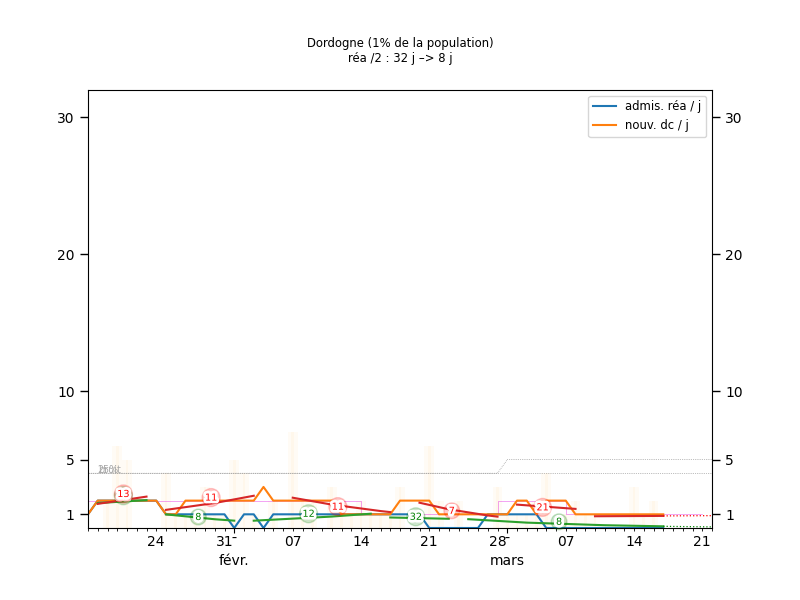 Dordogne (1% de la population)
réa /2 : 32 j –> 8 j
admis. réa / j
nouv. dc / j
30 30
20 20
10 10
5 5
1 1
13 8 11 12 11 32 7 21 8
24 31 07 14 21 28 07 14 21
févr. mars